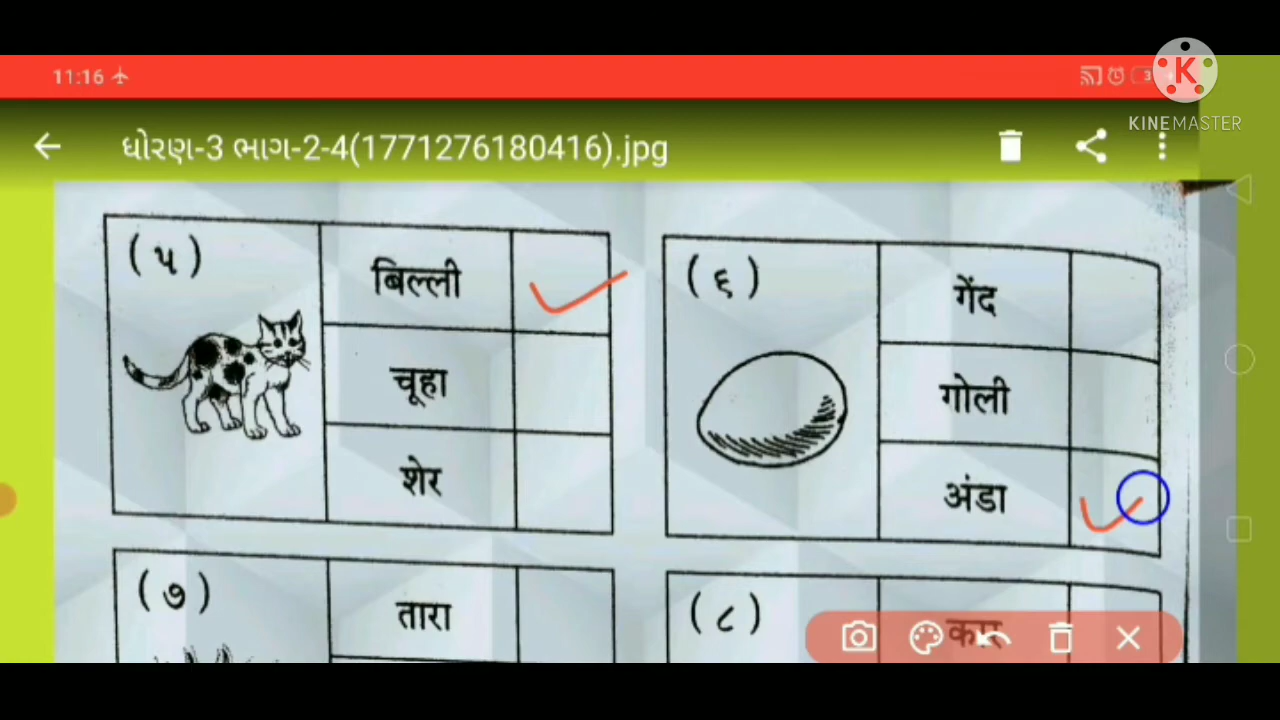 11:16
KINEMASTER
ધોરણ-3 ભાગ-2-4(1771276180416).jpg
(५)
बिल्ली
चूहा
शेर
(६)
गेंद
गोली
अंडा
(७)
तारा
(८)
कार